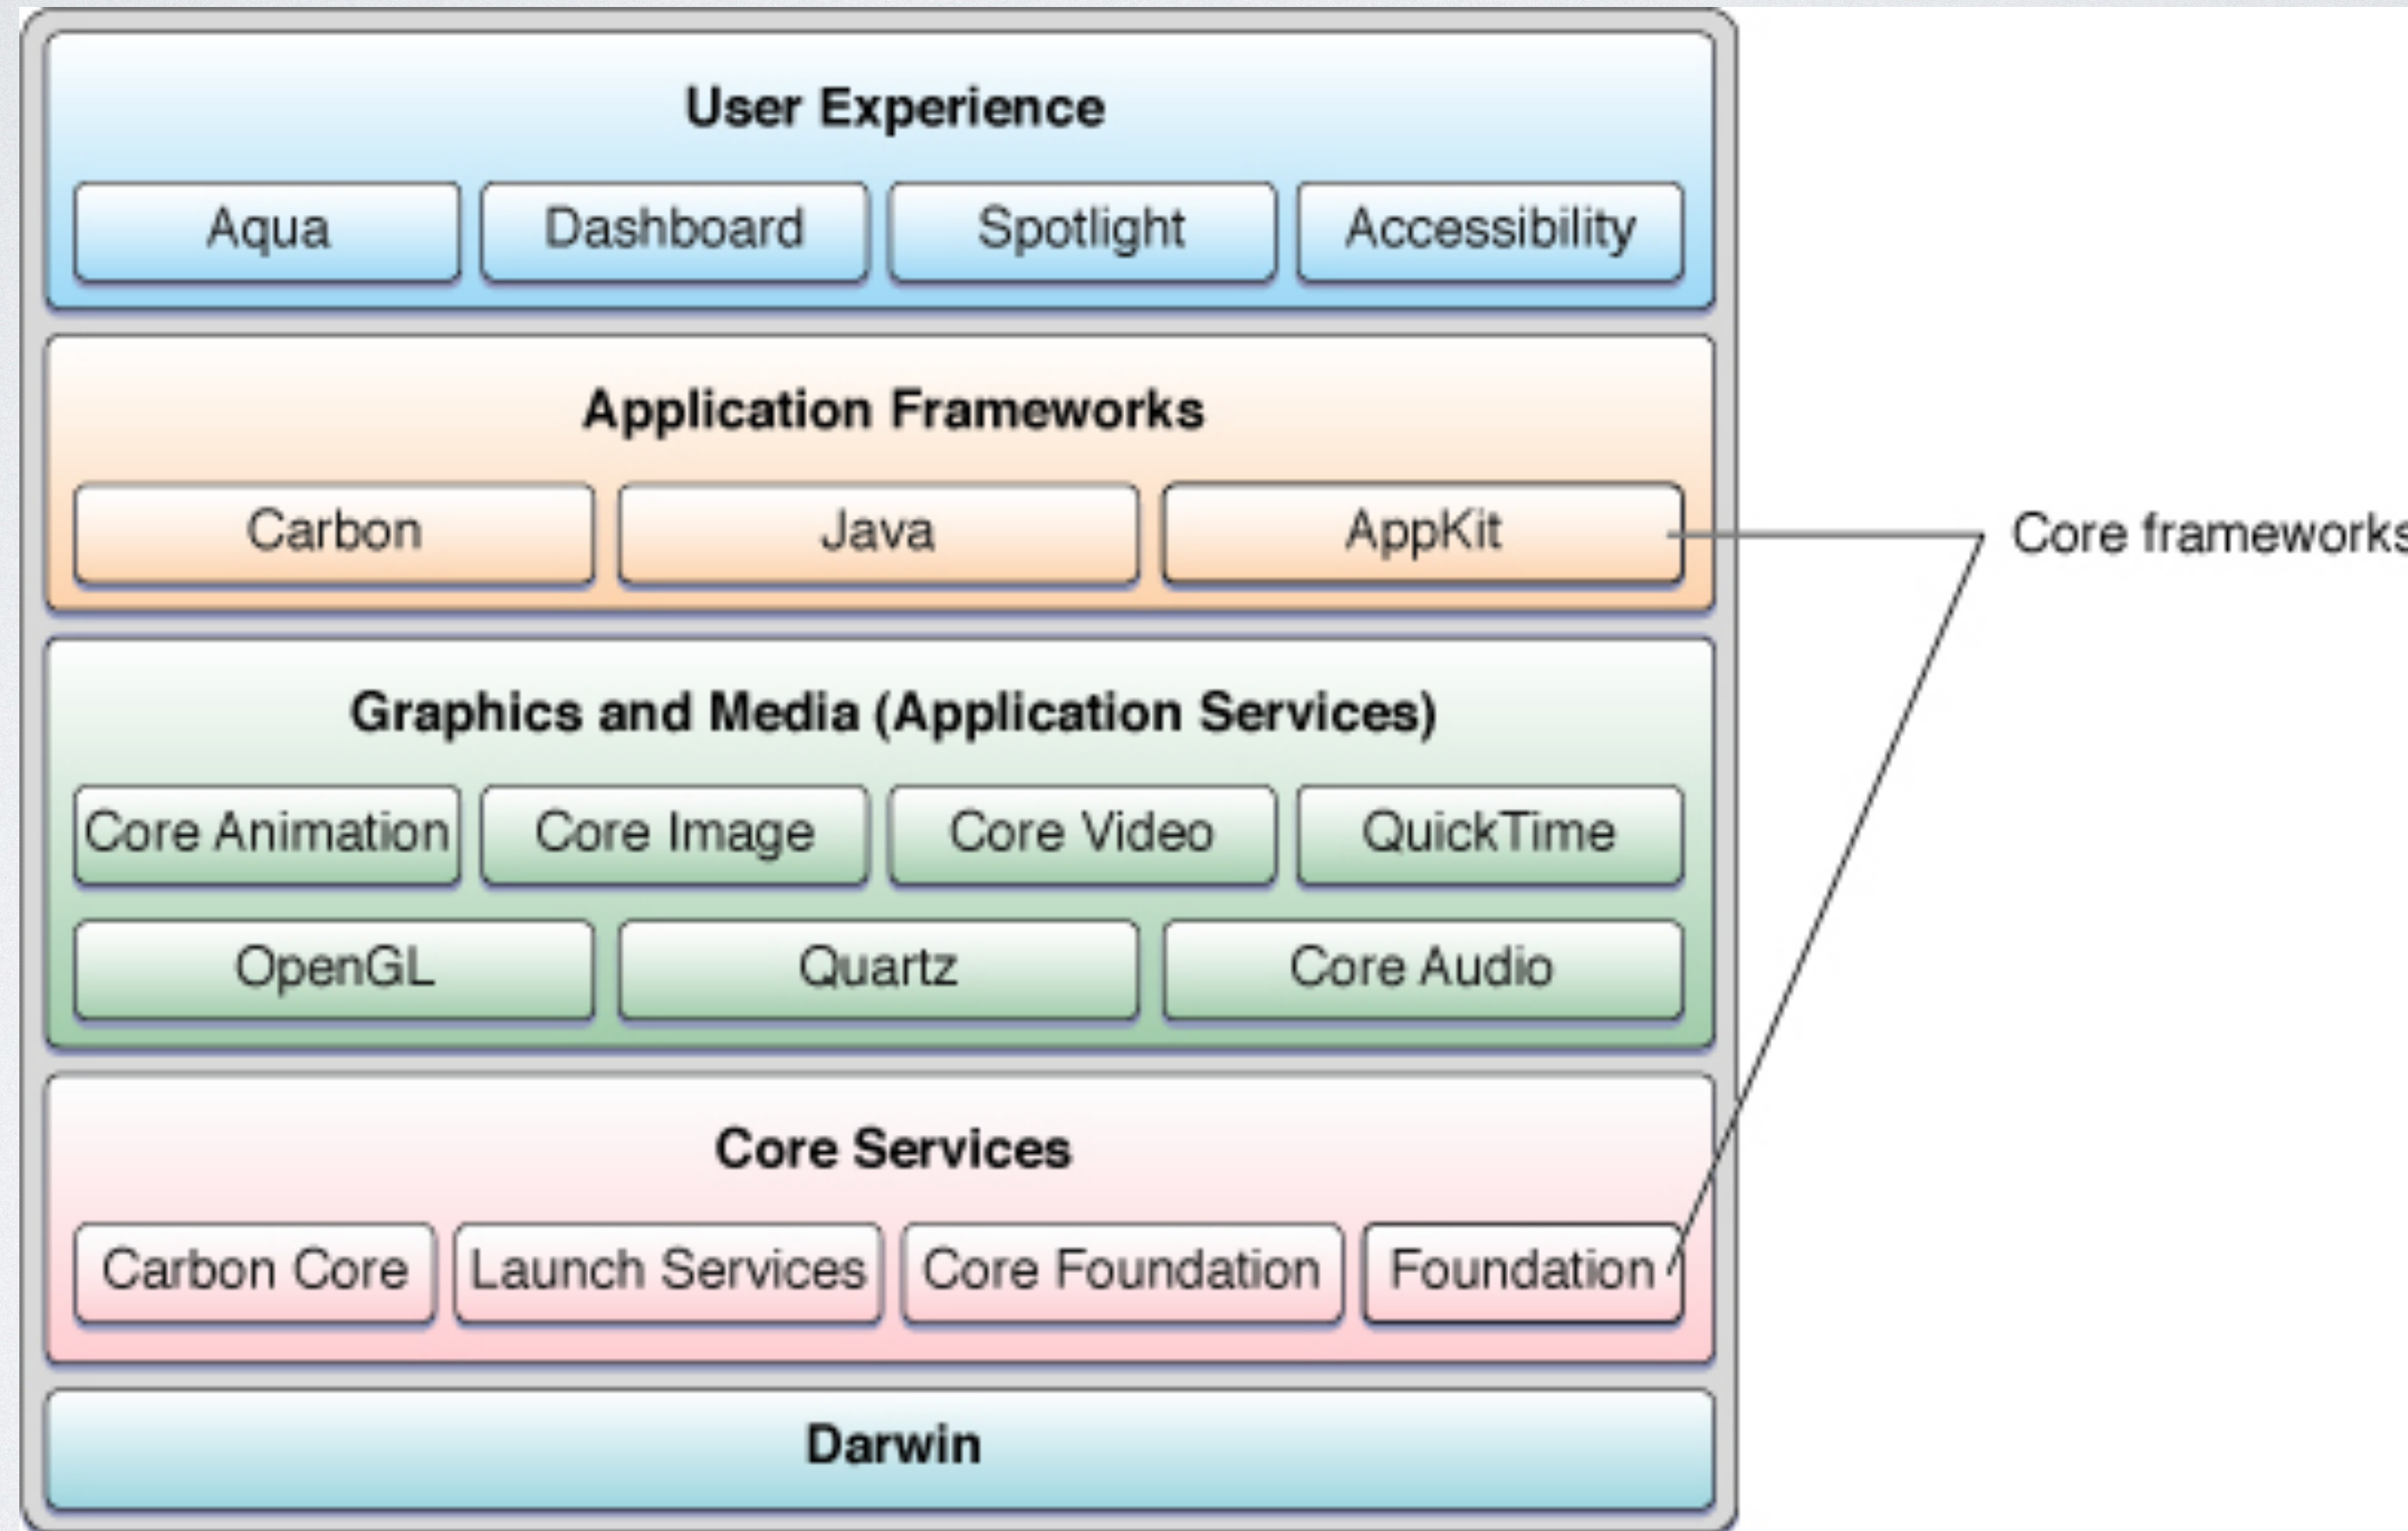 User Experience
Aqua Dashboard Spotlight Accessibility
Application Frameworks
Carbon Java AppKit
Core frameworks
Graphics and Media (Application Services)
Core Animation Core Image Core Video QuickTime
OpenGL Quartz Core Audio
Core Services
Carbon Core Launch Services Core Foundation Foundation
Darwin